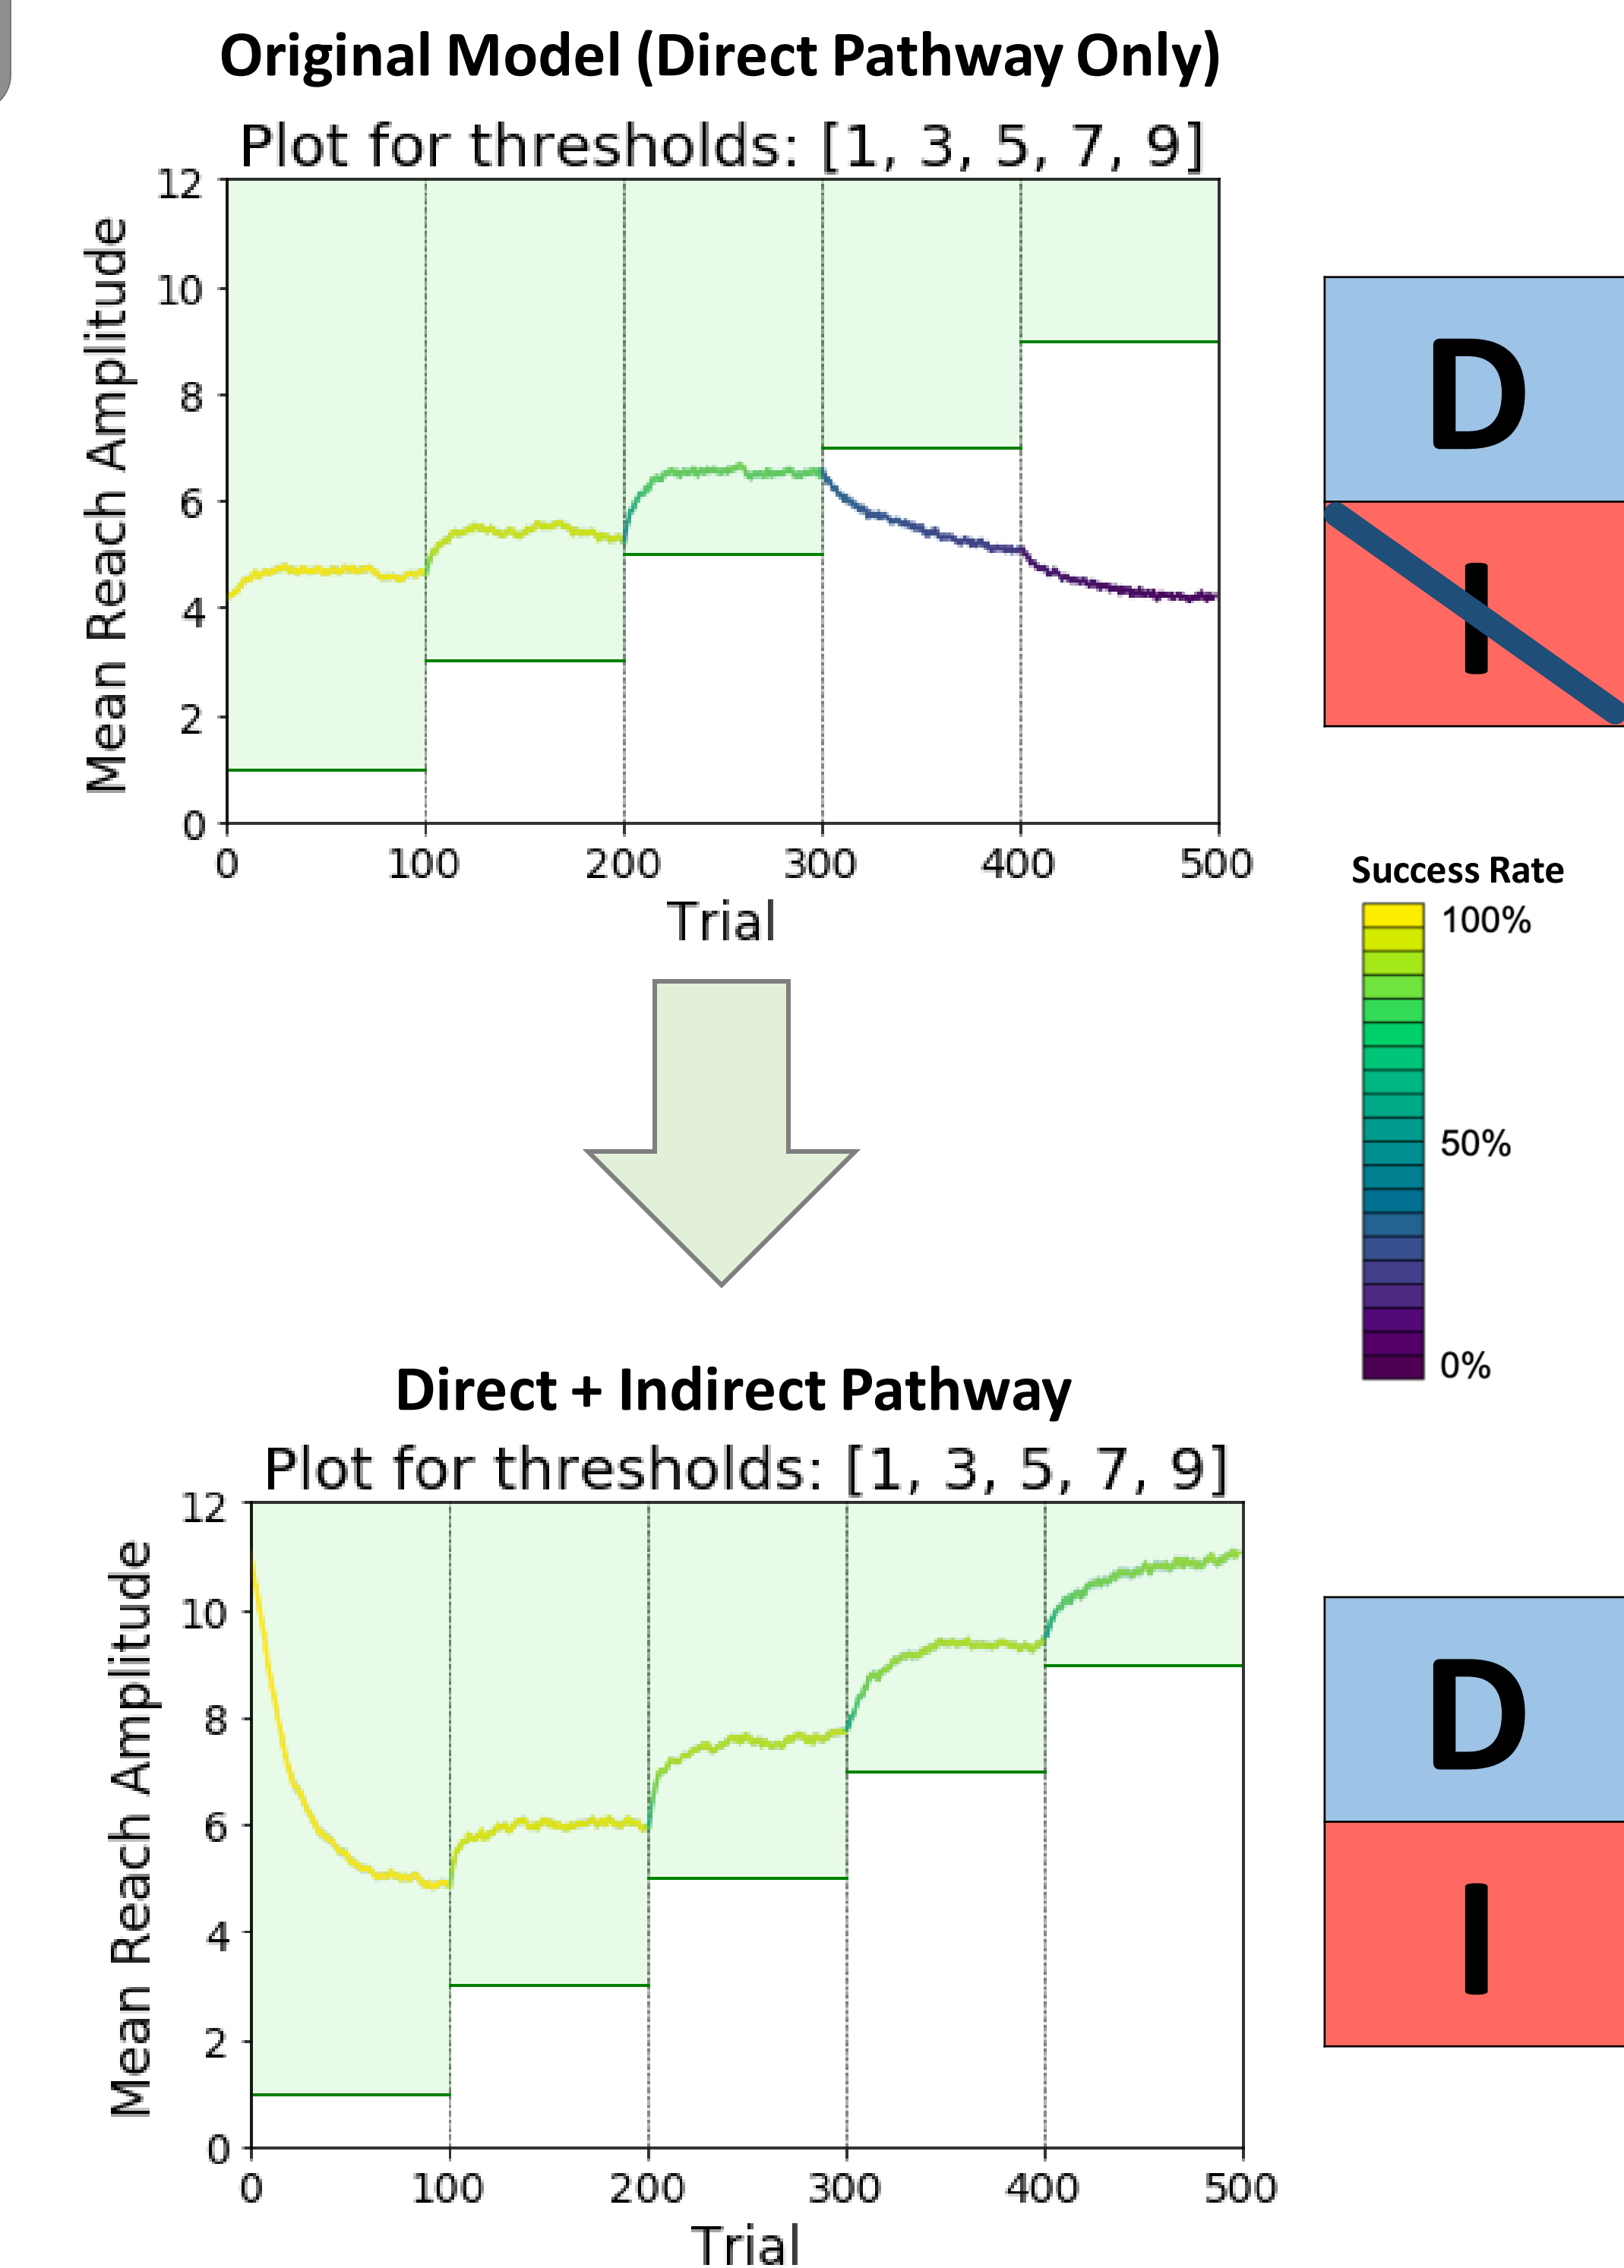 Original Model (Direct Pathway Only)
Plot for thresholds: [1, 3, 5, 7, 9]
Mean Reach Amplitude
12
10
8
6
4
2
0
0 100 200 300 400 500
Trial
D
I
Success Rate
100%
50%
0%
Direct + Indirect Pathway
Plot for thresholds: [1, 3, 5, 7, 9]
Mean Reach Amplitude
12
10
8
6
4
2
0
0 100 200 300 400 500
Trial
D
I